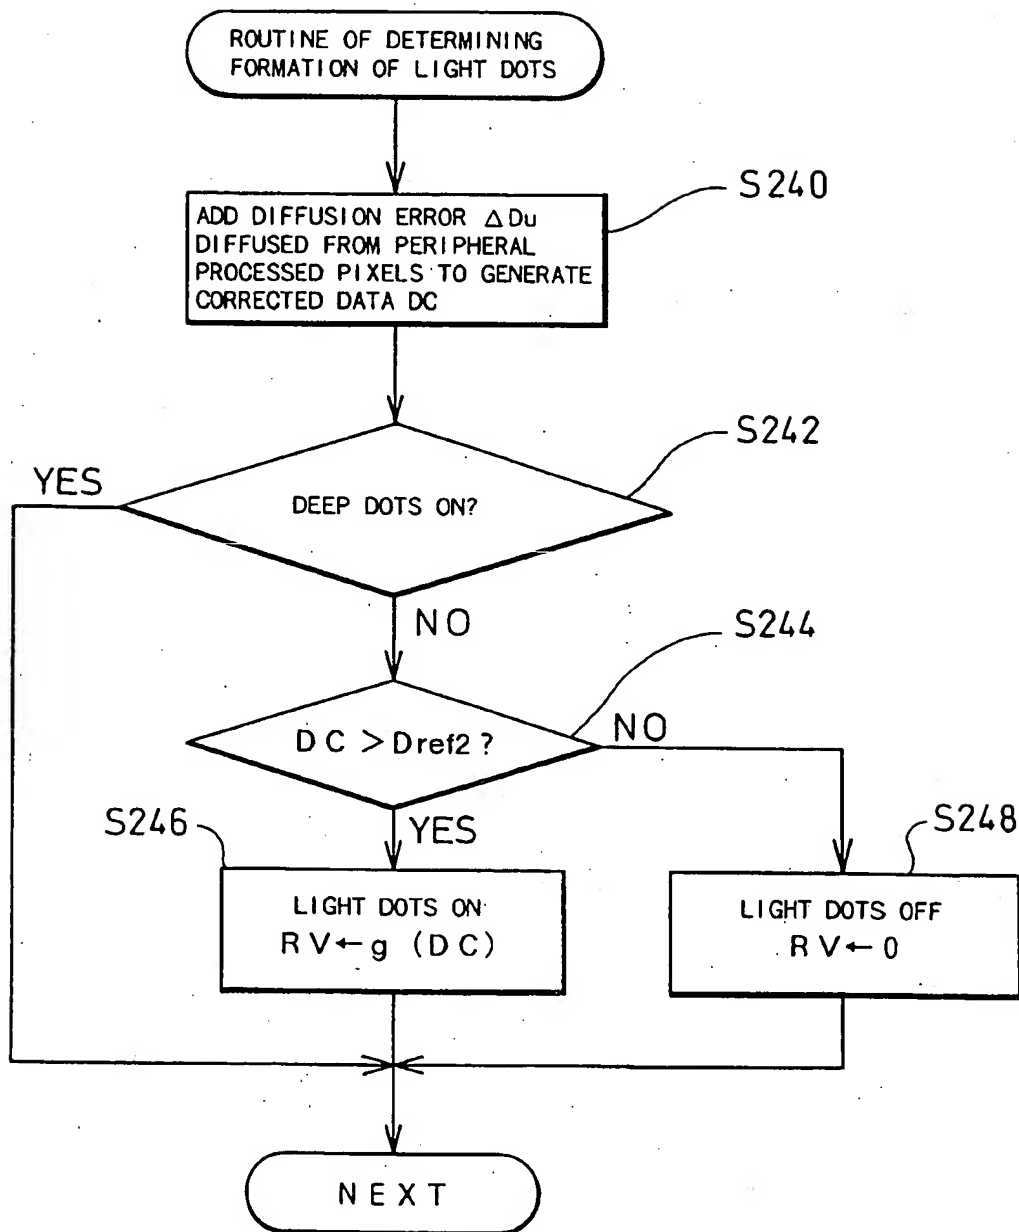 ROUTINE OF DETERMINING
FORMATION OF LIGHT DOTS
S240
ADD DIFFUSION ERROR △Du
DIFFUSED FROM PERIPHERAL
PROCESSED PIXELS TO GENERATE
CORRECTED DATA DC
S242
YES
DEEP DOTS ON?
NO
S244
DC > Dref2 ?
NO
S246
YES
S248
LIGHT DOTS ON
RV ← g (DC)
LIGHT DOTS OFF
RV ← 0
NEXT